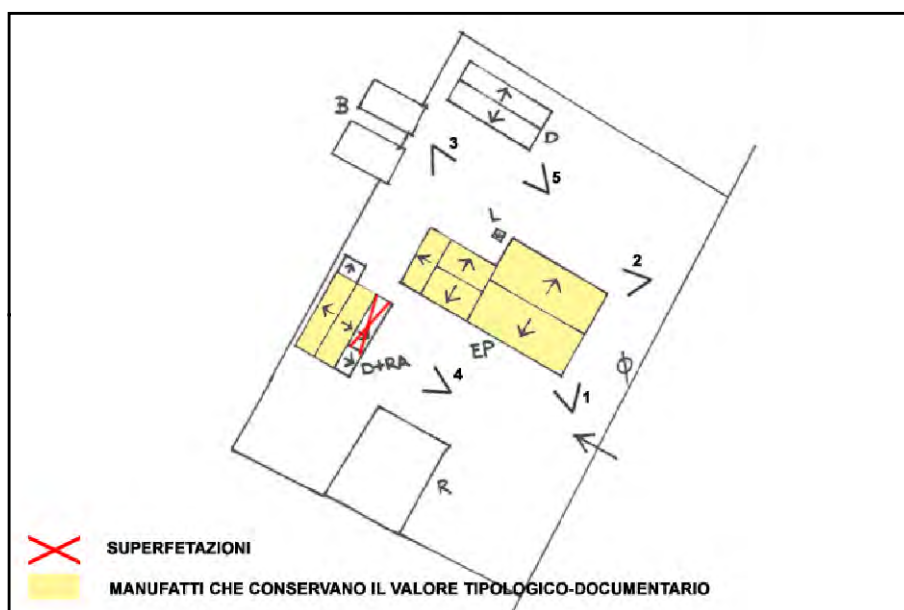 B
D
3
5
L
2
EP
D+RA
4
1
φ
R
SUPERFETAZIONI
MANUFATTI CHE CONSERVANO IL VALORE TIPOLOGICO-DOCUMENTARIO